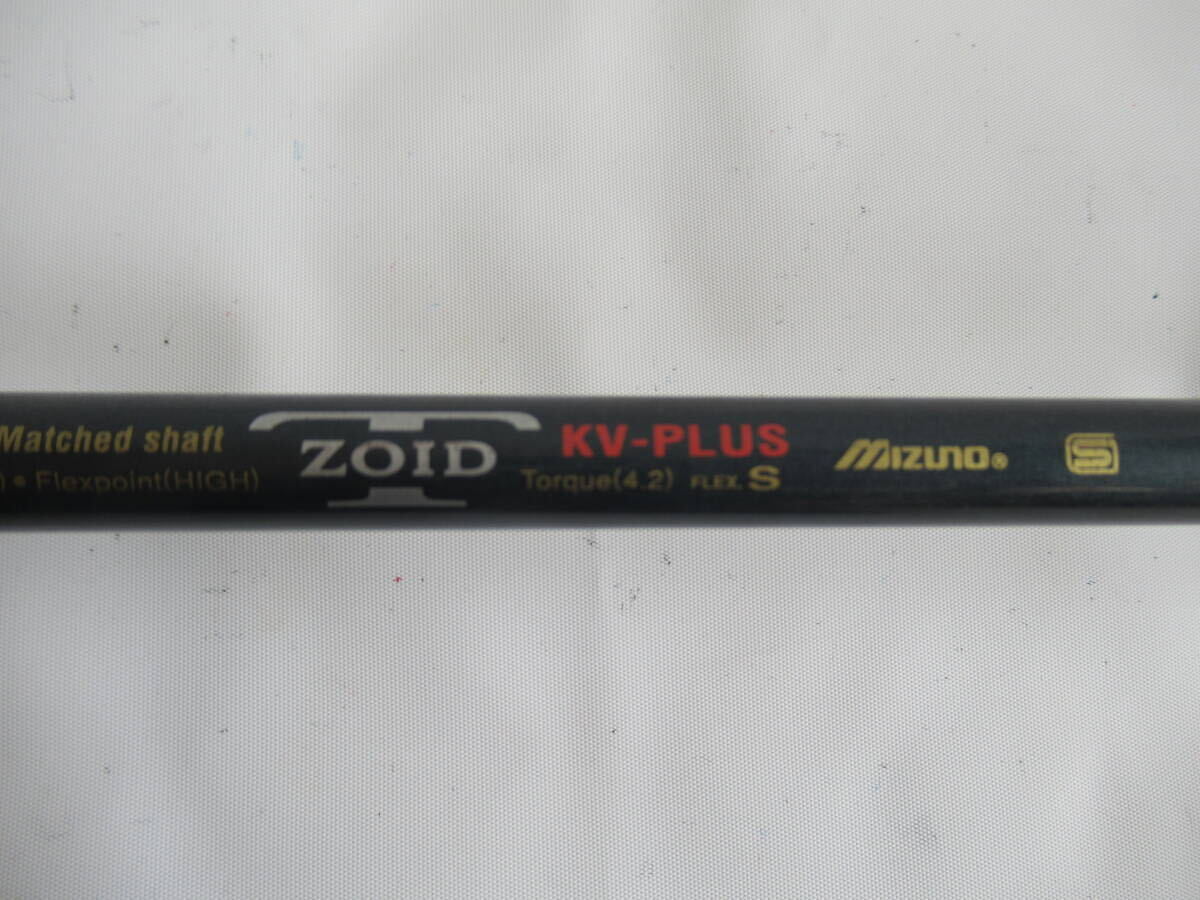 Matched shaft
) • Flexpoint(HIGH)
T
ZOID
KV-PLUS
Torque(4.2) FLEX. S
MIZUNO®
S